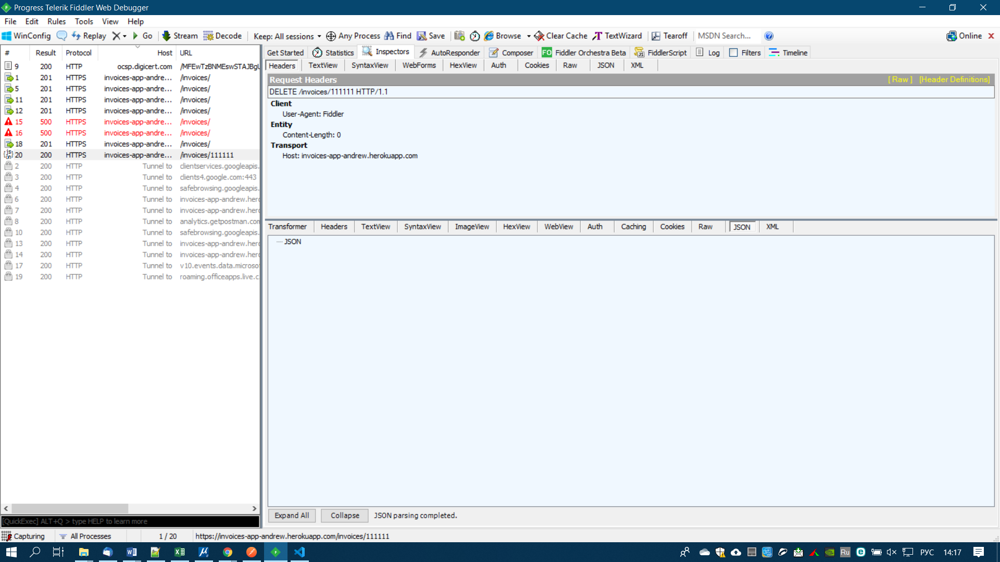 Progress Telerik Fiddler Web Debugger
File Edit Rules Tools View Help
WinConfig Replay Go Stream Decode Keep: All sessions Any Process Find Save Browse Clear Cache TextWizard Tearoff MSDN Search... Online
# Result Protocol Host URL
9 200 HTTP ocsp.digicert.com /MFEwTzBNMEswSTAJBgU
1 201 HTTPS invoices-app-andre... /invoices/
5 201 HTTPS invoices-app-andre... /invoices/
11 201 HTTPS invoices-app-andre... /invoices/
12 201 HTTPS invoices-app-andre... /invoices/
15 500 HTTPS invoices-app-andre... /invoices/
16 500 HTTPS invoices-app-andre... /invoices/
18 201 HTTPS invoices-app-andre... /invoices/
20 200 HTTPS invoices-app-andre... /invoices/111111
2 200 HTTP Tunnel to clientservices.googleapis.
3 200 HTTP Tunnel to clients4.google.com:443
4 200 HTTP Tunnel to safebrowsing.googleapis.
6 200 HTTP Tunnel to invoices-app-andrew.hero
7 200 HTTP Tunnel to invoices-app-andrew.hero
8 200 HTTP Tunnel to analytics.getpostman.com
10 200 HTTP Tunnel to safebrowsing.googleapis.
13 200 HTTP Tunnel to invoices-app-andrew.hero
14 200 HTTP Tunnel to invoices-app-andrew.hero
17 200 HTTP Tunnel to v10.events.data.microsof
19 200 HTTP Tunnel to roaming.officeapps.live.c
[QuickExec] ALT+Q > type HELP to learn more
Get Started Statistics Inspectors AutoResponder Composer FO Fiddler Orchestra Beta FiddlerScript Log Filters Timeline
Headers TextView SyntaxView WebForms HexView Auth Cookies Raw JSON XML
Request Headers [ Raw ] [Header Definitions]
DELETE /invoices/111111 HTTP/1.1
Client
User-Agent: Fiddler
Entity
Content-Length: 0
Transport
Host: invoices-app-andrew.herokuapp.com
Transformer Headers TextView SyntaxView ImageView HexView WebView Auth Caching Cookies Raw JSON XML
JSON
Expand All Collapse JSON parsing completed.
Capturing All Processes 1 / 20 https://invoices-app-andrew.herokuapp.com/invoices/111111
Ru РУС 14:17